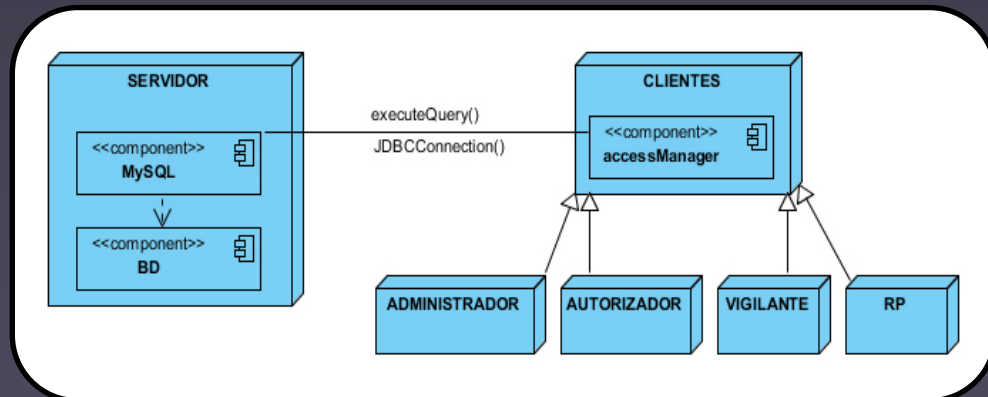 SERVIDOR
<<component>>
MySQL
<<component>>
BD
executeQuery()
JDBCConnection()
CLIENTES
<<component>>
accessManager
ADMINISTRADOR
AUTORIZADOR
VIGILANTE
RP